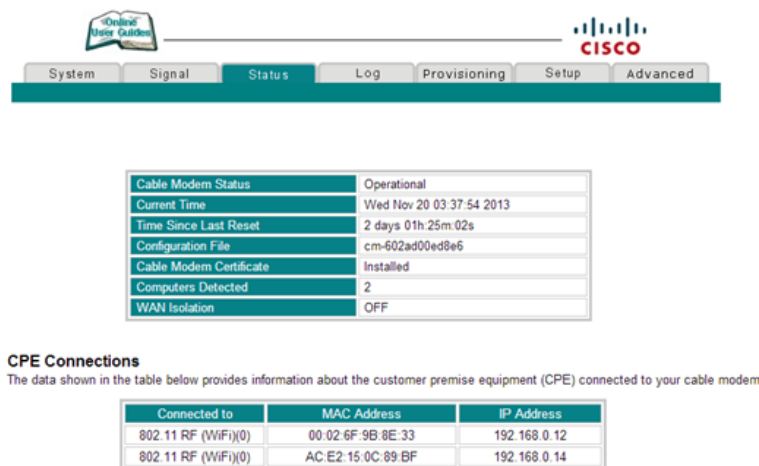 Online
User Guides
CISCO
System Signal Status Log Provisioning Setup Advanced
Cable Modem Status Operational
Current Time Wed Nov 20 03:37:54 2013
Time Since Last Reset 2 days 01h:25m:02s
Configuration File cm-602ad00ed8e6
Cable Modem Certificate Installed
Computers Detected 2
WAN Isolation OFF
CPE Connections
The data shown in the table below provides information about the customer premise equipment (CPE) connected to your cable modem
Connected to MAC Address IP Address
802.11 RF (WiFi)(0) 00:02:6F:9B:8E:33 192.168.0.12
802.11 RF (WiFi)(0) AC:E2:15:0C:89:BF 192.168.0.14